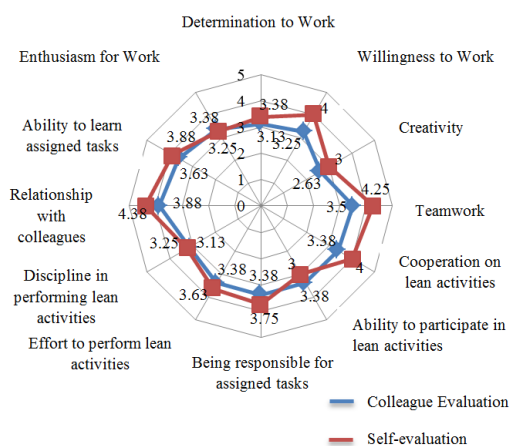 Determination to Work
Enthusiasm for Work
Willingness to Work
5
4
3
2
1
0
3.38
3.13
4
3.25
3
2.63
4.25
3.5
3.38
4
3
3.38
3.38
3.75
3.38
3.63
3.13
3.25
3.88
4.38
3.88
3.63
3.38
3.25
Creativity
Teamwork
Cooperation on
lean activities
Ability to participate in
lean activities
Being responsible for
assigned tasks
Effort to perform lean
activities
Discipline in
performing lean
activities
Relationship
with
colleagues
Ability to learn
assigned tasks
Colleague Evaluation
Self-evaluation